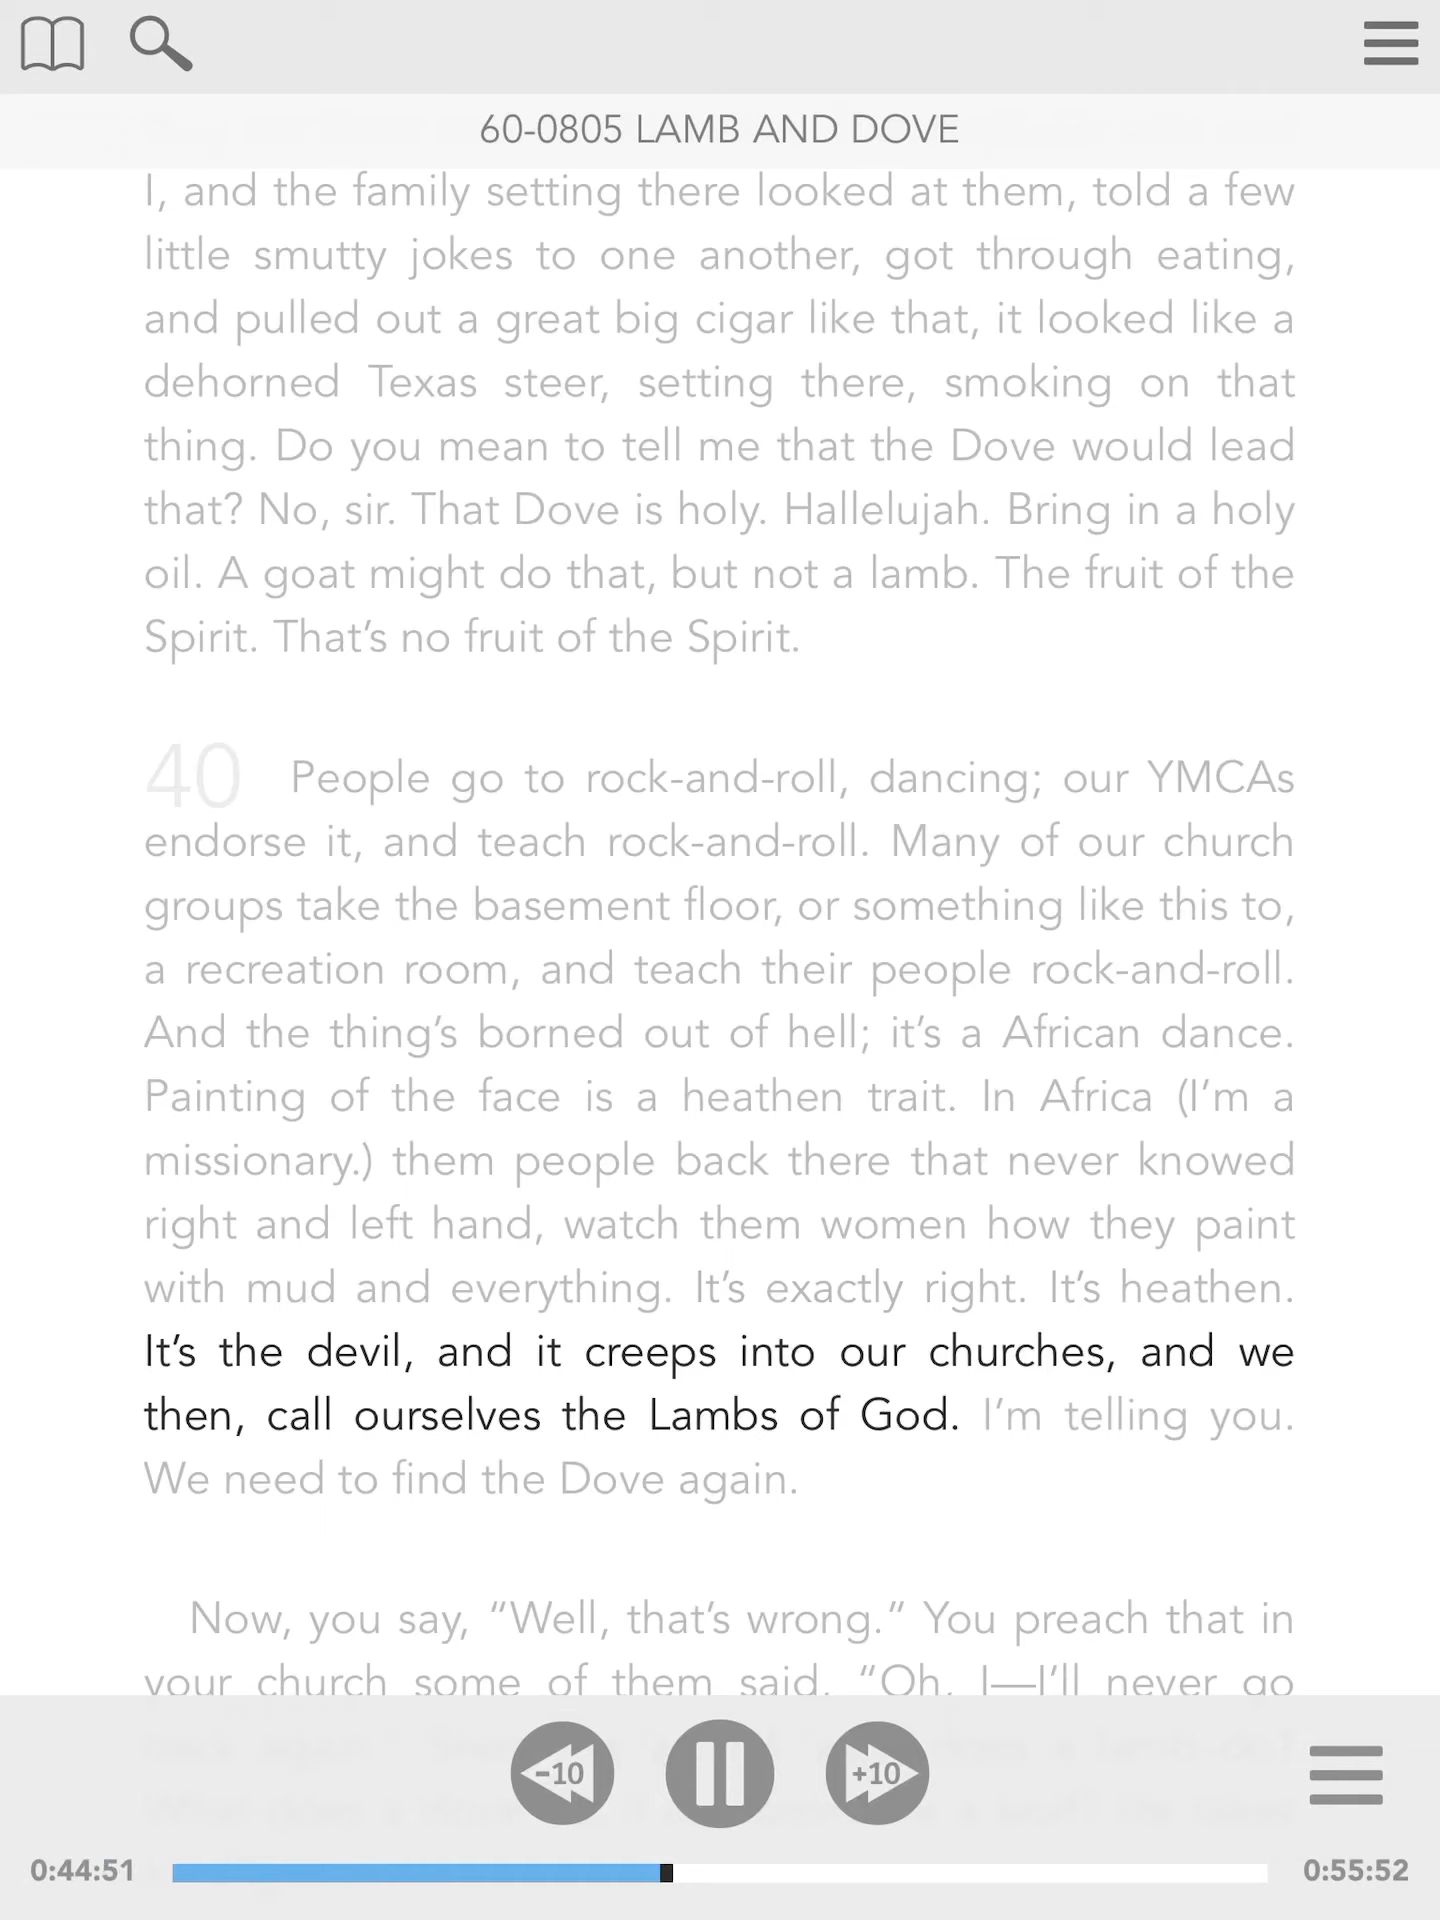 60-0805 LAMB AND DOVE
I, and the family setting there looked at them, told a few
little smutty jokes to one another, got through eating,
and pulled out a great big cigar like that, it looked like a
dehorned Texas steer, setting there, smoking on that
thing. Do you mean to tell me that the Dove would lead
that? No, sir. That Dove is holy. Hallelujah. Bring in a holy
oil. A goat might do that, but not a lamb. The fruit of the
Spirit. That’s no fruit of the Spirit.
40 People go to rock-and-roll, dancing; our YMCAs
endorse it, and teach rock-and-roll. Many of our church
groups take the basement floor, or something like this to,
a recreation room, and teach their people rock-and-roll.
And the thing’s borned out of hell; it’s a African dance.
Painting of the face is a heathen trait. In Africa (I’m a
missionary.) them people back there that never knowed
right and left hand, watch them women how they paint
with mud and everything. It’s exactly right. It’s heathen.
It’s the devil, and it creeps into our churches, and we
then, call ourselves the Lambs of God. I’m telling you.
We need to find the Dove again.
Now, you say, “Well, that’s wrong.” You preach that in
your church some of them said, “Oh, I—I’ll never go
-10 +10
0:44:51 0:55:52